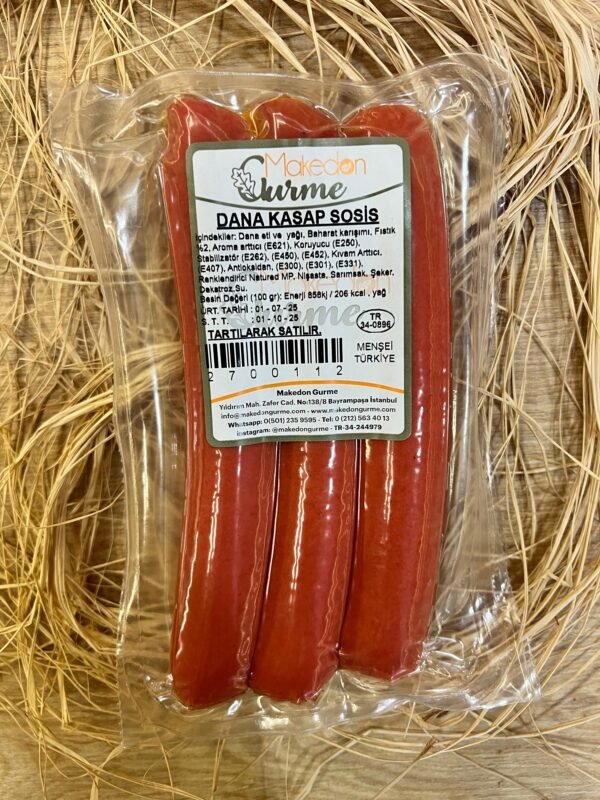 Makedon
Gurme
DANA KASAP SOSİS
İçindekiler: Dana eti ve yağı, Baharat karışımı, Fıstık
%2, Aroma arttıcı (E621), Koruyucu (E250),
Stabilizatör (E262), (E450), (E452), Kıvam Arttıcı,
(E407), Antioksidan, (E300), (E301), (E331),
Renklendirici Natured MP, Nişasta, Sarımsak, Şeker,
Dekstroz,Su.
Besin Değeri (100 gr): Enerji 858kj / 206 kcal , yağ
ÜRT. TARİHİ : 01 - 07 - 25
S. T. T. : 01 - 10 - 25
TR
34-0896
TARTILARAK SATILIR.
MENŞEİ
TÜRKİYE
2700112
Makedon Gurme
Yıldırım Mah. Zafer Cad. No:138/8 Bayrampaşa İstanbul
info@makedongurme.com - www.makedongurme.com
Whatsapp: 0(501) 235 9595 - Tel: 0 (212) 563 40 13
instagram: @makedongurme - TR-34-244979